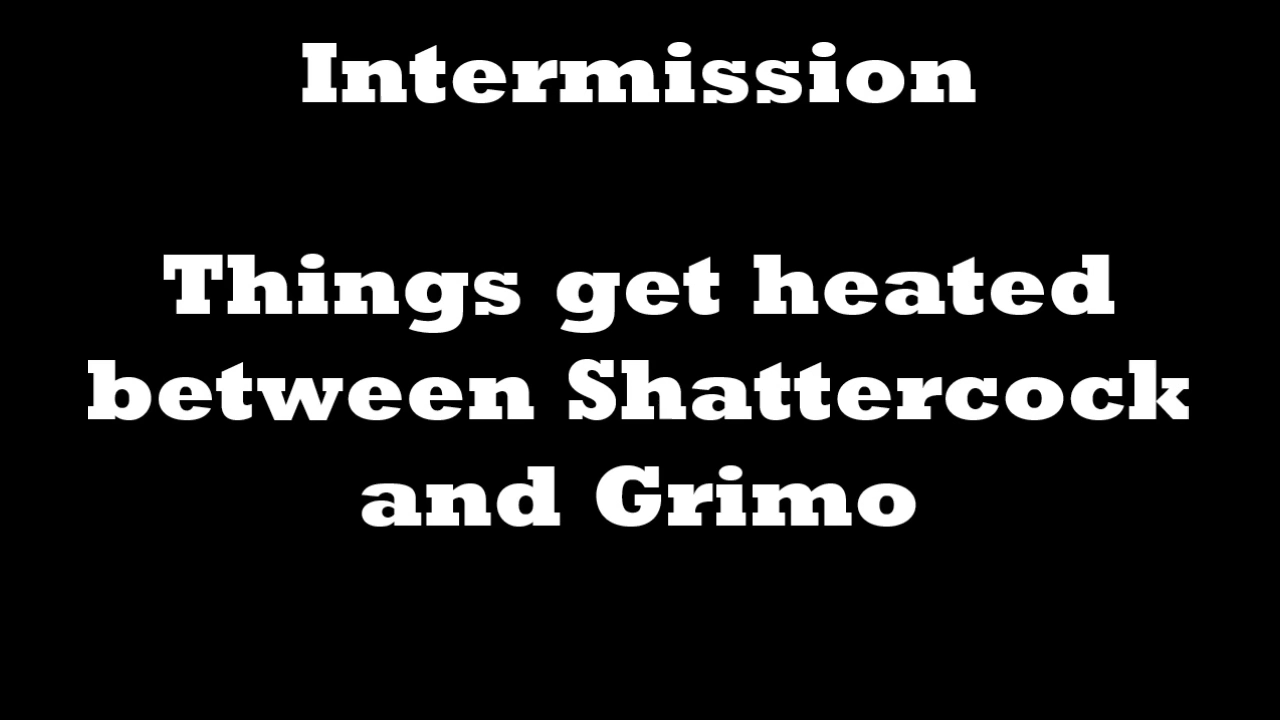 Intermission
Things get heated
between Shattercock
and Grimo